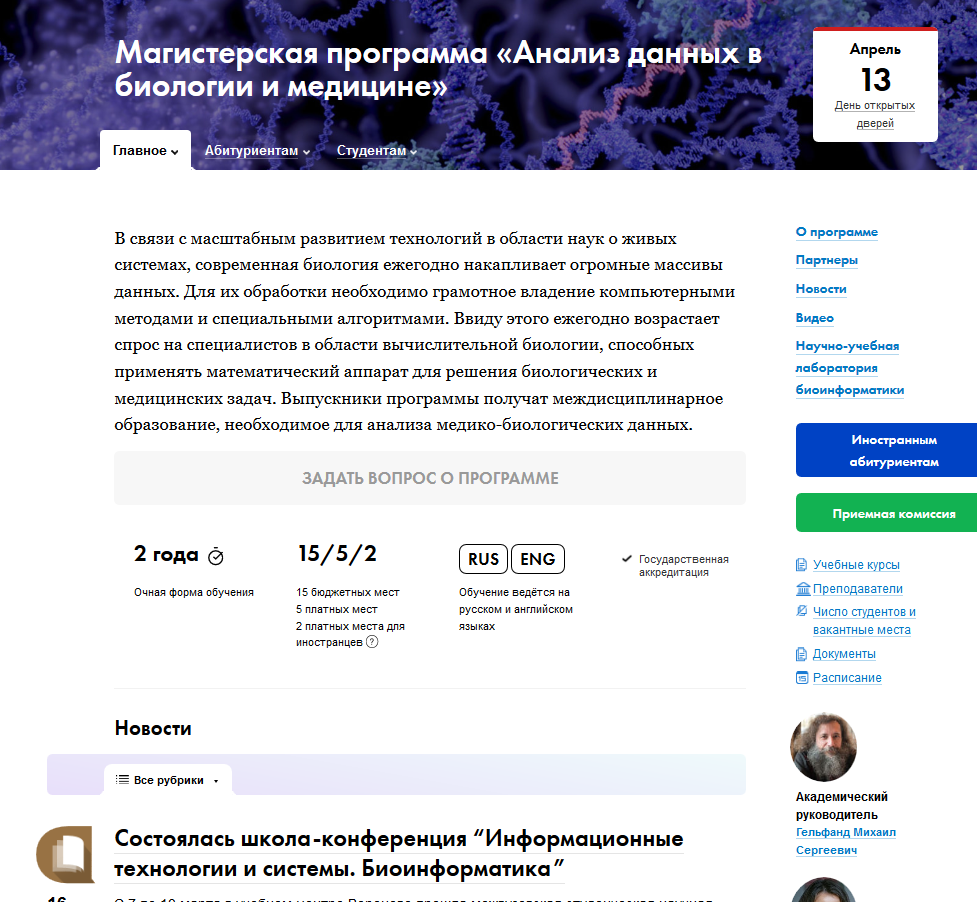 Магистерская программа «Анализ данных в
биологии и медицине»
Апрель
13
День открытых
дверей
Главное
Абитуриентам
Студентам
В связи с масштабным развитием технологий в области наук о живых
системах, современная биология ежегодно накапливает огромные массивы
данных. Для их обработки необходимо грамотное владение компьютерными
методами и специальными алгоритмами. Ввиду этого ежегодно возрастает
спрос на специалистов в области вычислительной биологии, способных
применять математический аппарат для решения биологических и
медицинских задач. Выпускники программы получат междисциплинарное
образование, необходимое для анализа медико-биологических данных.
ЗАДАТЬ ВОПРОС О ПРОГРАММЕ
2 года
Очная форма обучения
15/5/2
15 бюджетных мест
5 платных мест
2 платных места для
иностранцев ?
RUS ENG
Обучение ведётся на
русском и английском
языках
Государственная
аккредитация
Новости
Все рубрики
Состоялась школа-конференция “Информационные
технологии и системы. Биоинформатика”
О программе
Партнеры
Новости
Видео
Научно-учебная
лаборатория
биоинформатики
Иностранным
абитуриентам
Приемная комиссия
Учебные курсы
Преподаватели
Число студентов и
вакантные места
Документы
15
Расписание
Академический
руководитель
Гельфанд Михаил
Сергеевич